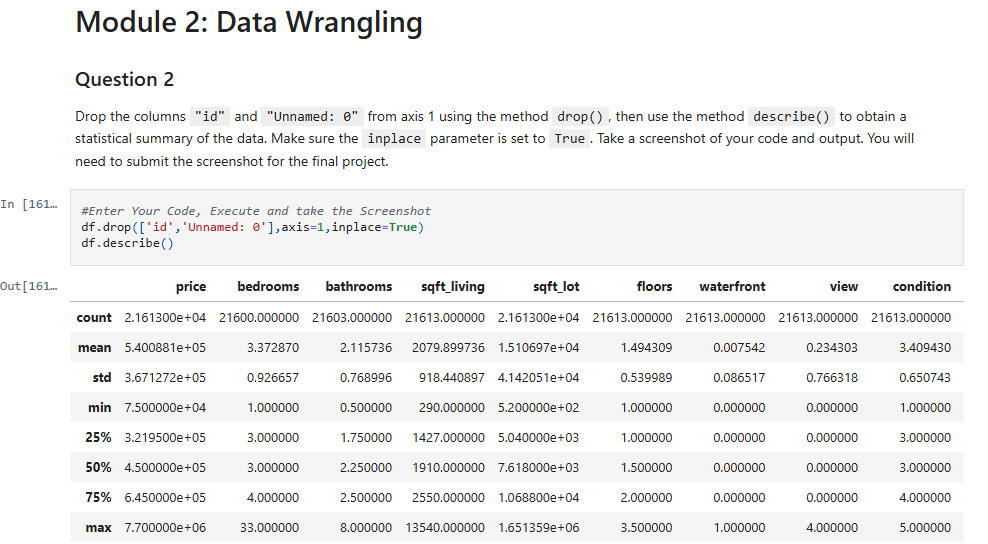 Module 2: Data Wrangling
Question 2
Drop the columns "id" and "Unnamed: 0" from axis 1 using the method drop() , then use the method describe() to obtain a
statistical summary of the data. Make sure the inplace parameter is set to True . Take a screenshot of your code and output. You will
need to submit the screenshot for the final project.
In [161…
#Enter Your Code, Execute and take the Screenshot
df.drop(['id','Unnamed: 0'],axis=1,inplace=True)
df.describe()
Out[161…
price bedrooms bathrooms sqft_living sqft_lot floors waterfront view condition
count 2.161300e+04 21600.000000 21603.000000 21613.000000 2.161300e+04 21613.000000 21613.000000 21613.000000 21613.000000
mean 5.400881e+05 3.372870 2.115736 2079.899736 1.510697e+04 1.494309 0.007542 0.234303 3.409430
std 3.671272e+05 0.926657 0.768996 918.440897 4.142051e+04 0.539989 0.086517 0.766318 0.650743
min 7.500000e+04 1.000000 0.500000 290.000000 5.200000e+02 1.000000 0.000000 0.000000 1.000000
25% 3.219500e+05 3.000000 1.750000 1427.000000 5.040000e+03 1.000000 0.000000 0.000000 3.000000
50% 4.500000e+05 3.000000 2.250000 1910.000000 7.618000e+03 1.500000 0.000000 0.000000 3.000000
75% 6.450000e+05 4.000000 2.500000 2550.000000 1.068800e+04 2.000000 0.000000 0.000000 4.000000
max 7.700000e+06 33.000000 8.000000 13540.000000 1.651359e+06 3.500000 1.000000 4.000000 5.000000